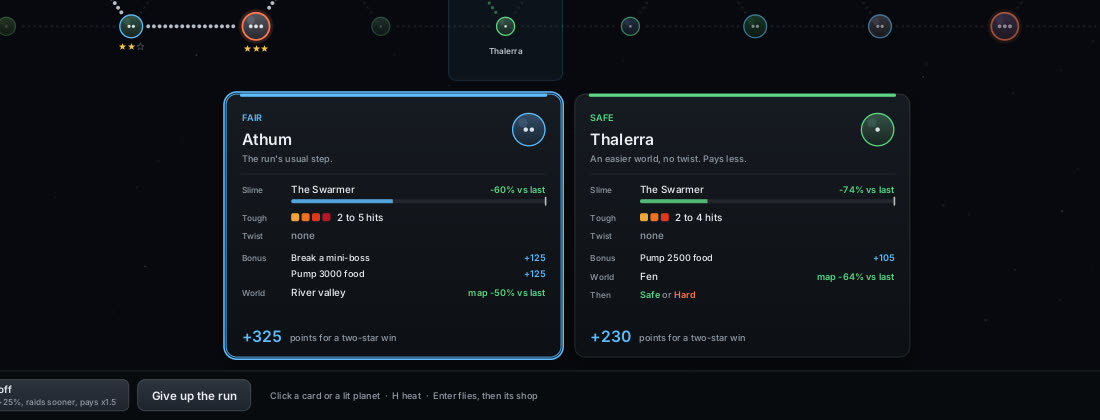 ★★☆
★★★
Thalerra
FAIR
Athum
The run's usual step.
Slime The Swarmer -60% vs last
Tough 2 to 5 hits
Twist none
Bonus Break a mini-boss +125
Pump 3000 food +125
World River valley map -50% vs last
+325 points for a two-star win
SAFE
Thalerra
An easier world, no twist. Pays less.
Slime The Swarmer -74% vs last
Tough 2 to 4 hits
Twist none
Bonus Pump 2500 food +105
World Fen map -64% vs last
Then Safe or Hard
+230 points for a two-star win
off
+25%, raids sooner, pays x1.5
Give up the run
Click a card or a lit planet · H heat · Enter flies, then its shop